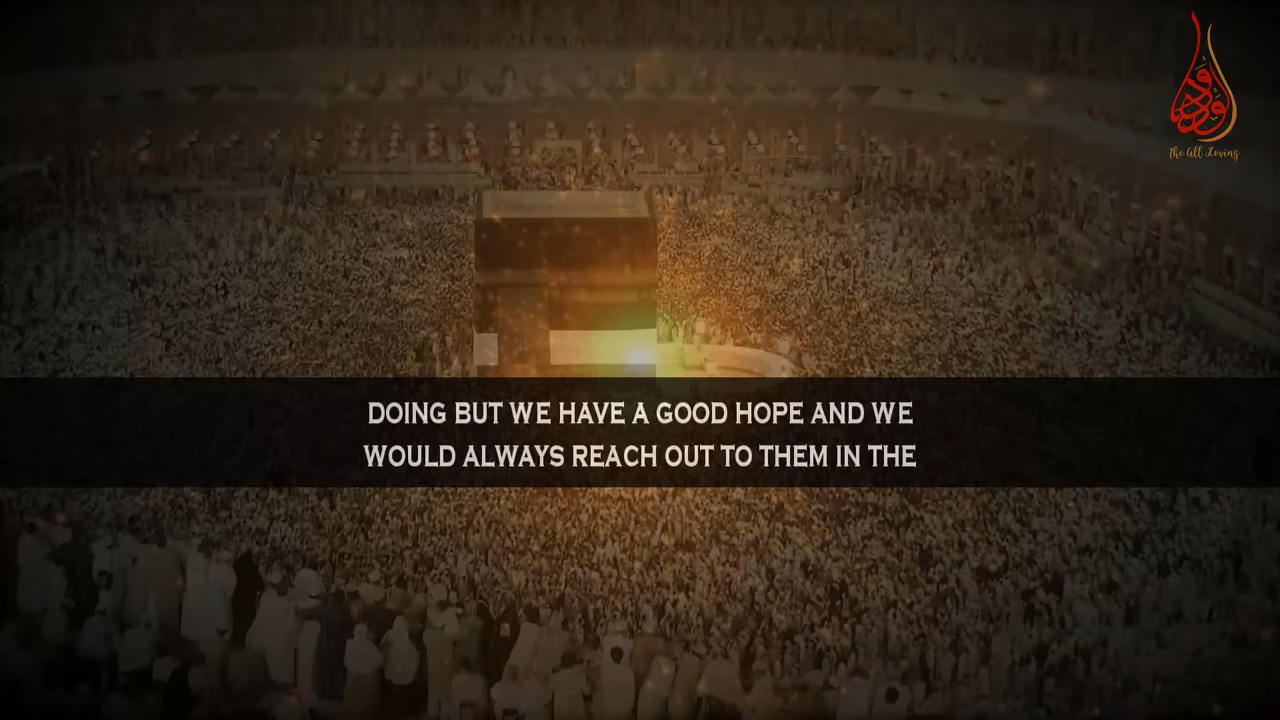 الودود
The All Loving
DOING BUT WE HAVE A GOOD HOPE AND WE
WOULD ALWAYS REACH OUT TO THEM IN THE